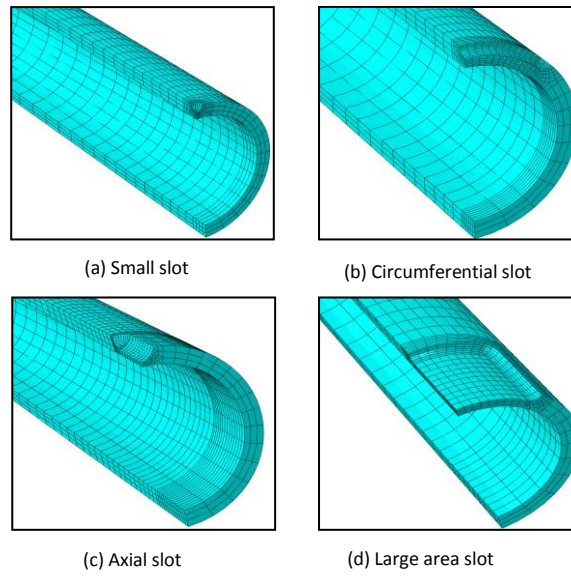 (a) Small slot
(b) Circumferential slot
(c) Axial slot
(d) Large area slot